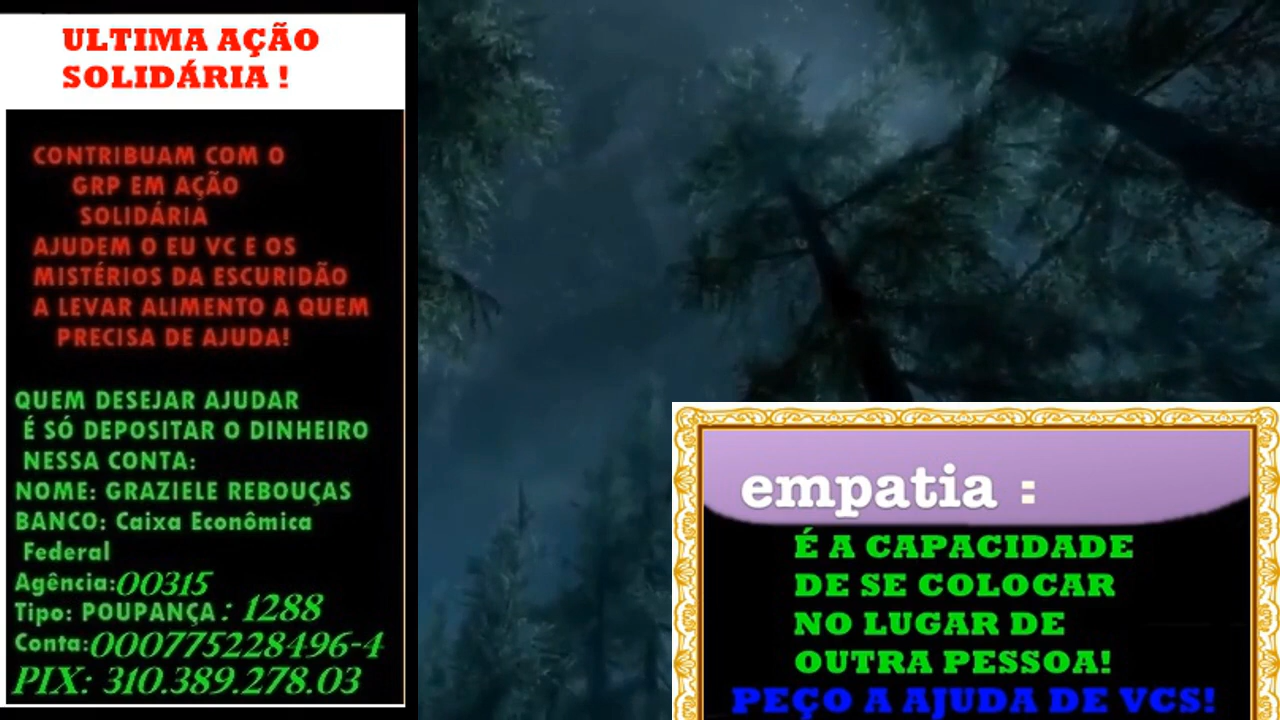 ULTIMA AÇÃO
SOLIDÁRIA !
CONTRIBUAM COM O
GRP EM AÇÃO
SOLIDÁRIA
AJUDEM O EU VC E OS
MISTÉRIOS DA ESCURIDÃO
A LEVAR ALIMENTO A QUEM
PRECISA DE AJUDA!
QUEM DESEJAR AJUDAR
É SÓ DEPOSITAR O DINHEIRO
NESSA CONTA:
NOME: GRAZIELE REBOUÇAS
BANCO: Caixa Econômica
Federal
Agência:00315
Tipo: POUPANÇA : 1288
Conta:000775228496-4
PIX: 310.389.278.03
empatia :
É A CAPACIDADE
DE SE COLOCAR
NO LUGAR DE
OUTRA PESSOA!
PEÇO A AJUDA DE VCS!